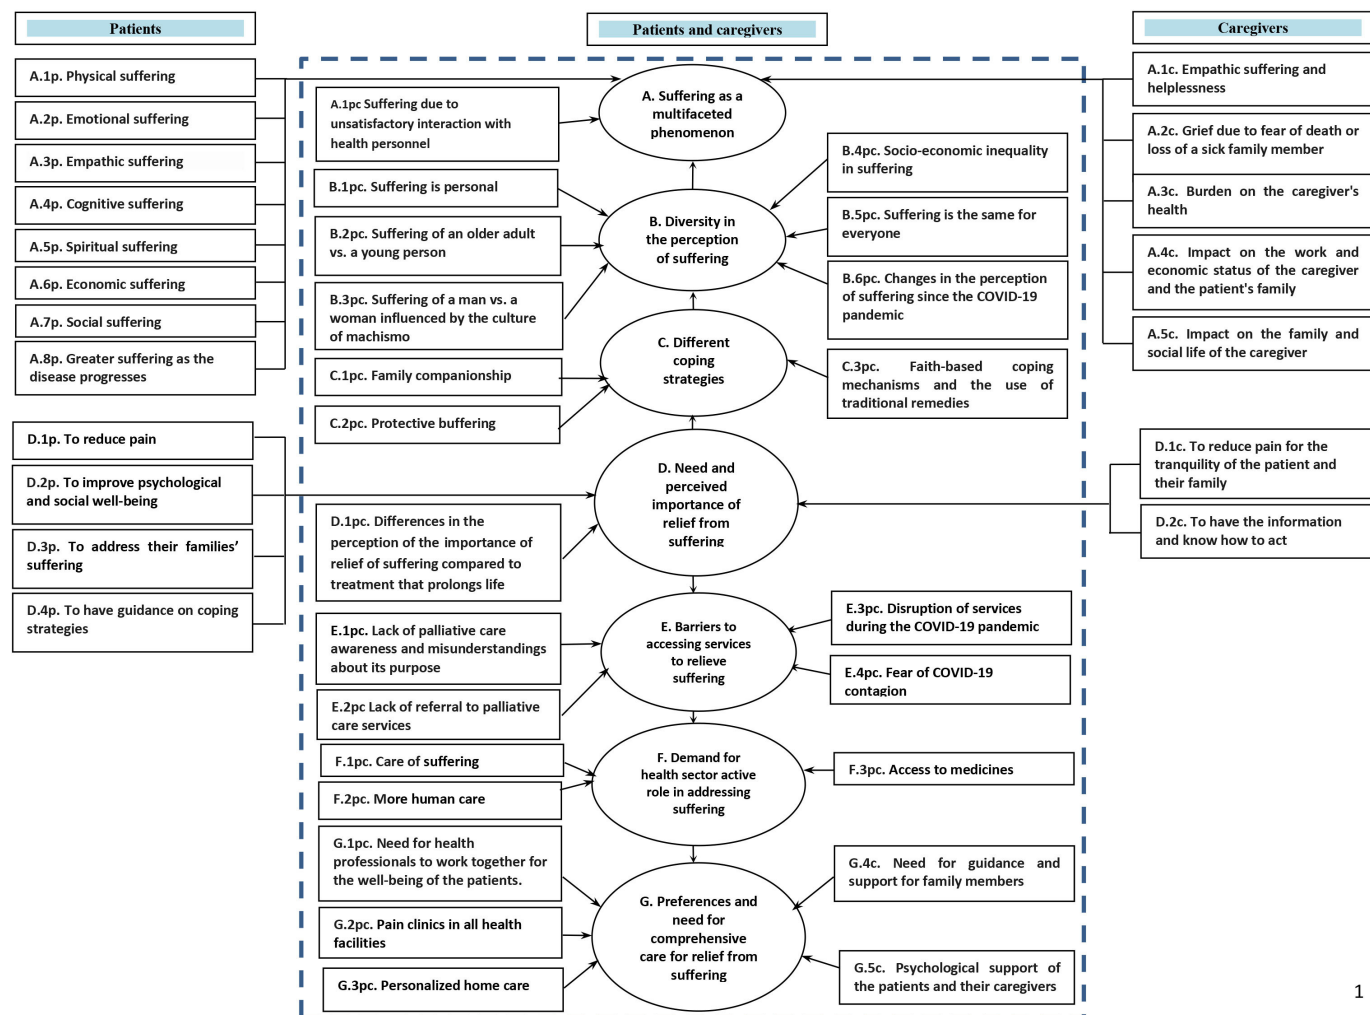 Patients
Patients and caregivers
Caregivers
A.1p. Physical suffering
A.2p. Emotional suffering
A.3p. Empathic suffering
A.4p. Cognitive suffering
A.5p. Spiritual suffering
A.6p. Economic suffering
A.7p. Social suffering
A.8p. Greater suffering as the
disease progresses
D.1p. To reduce pain
D.2p. To improve psychological
and social well-being
D.3p. To address their families’
suffering
D.4p. To have guidance on coping
strategies
A.1pc Suffering due to
unsatisfactory interaction with
health personnel
B.1pc. Suffering is personal
B.2pc. Suffering of an older adult
vs. a young person
B.3pc. Suffering of a man vs. a
woman influenced by the culture
of machismo
C.1pc. Family companionship
C.2pc. Protective buffering
D.1pc. Differences in the
perception of the importance of
relief of suffering compared to
treatment that prolongs life
E.1pc. Lack of palliative care
awareness and misunderstandings
about its purpose
E.2pc Lack of referral to palliative
care services
F.1pc. Care of suffering
F.2pc. More human care
G.1pc. Need for health
professionals to work together for
the well-being of the patients.
G.2pc. Pain clinics in all health
facilities
G.3pc. Personalized home care
A. Suffering as a
multifaceted
phenomenon
B. Diversity in
the perception
of suffering
C. Different
coping
strategies
D. Need and
perceived
importance of
relief from
suffering
E. Barriers to
accessing services
to relieve
suffering
F. Demand for
health sector active
role in addressing
suffering
G. Preferences and
need for
comprehensive
care for relief from
suffering
B.4pc. Socio-economic inequality
in suffering
B.5pc. Suffering is the same for
everyone
B.6pc. Changes in the perception
of suffering since the COVID-19
pandemic
C.3pc. Faith-based coping
mechanisms and the use of
traditional remedies
E.3pc. Disruption of services
during the COVID-19 pandemic
E.4pc. Fear of COVID-19
contagion
F.3pc. Access to medicines
G.4c. Need for guidance and
support for family members
G.5c. Psychological support of
the patients and their caregivers
A.1c. Empathic suffering and
helplessness
A.2c. Grief due to fear of death or
loss of a sick family member
A.3c. Burden on the caregiver's
health
A.4c. Impact on the work and
economic status of the caregiver
and the patient's family
A.5c. Impact on the family and
social life of the caregiver
D.1c. To reduce pain for the
tranquility of the patient and
their family
D.2c. To have the information
and know how to act
1